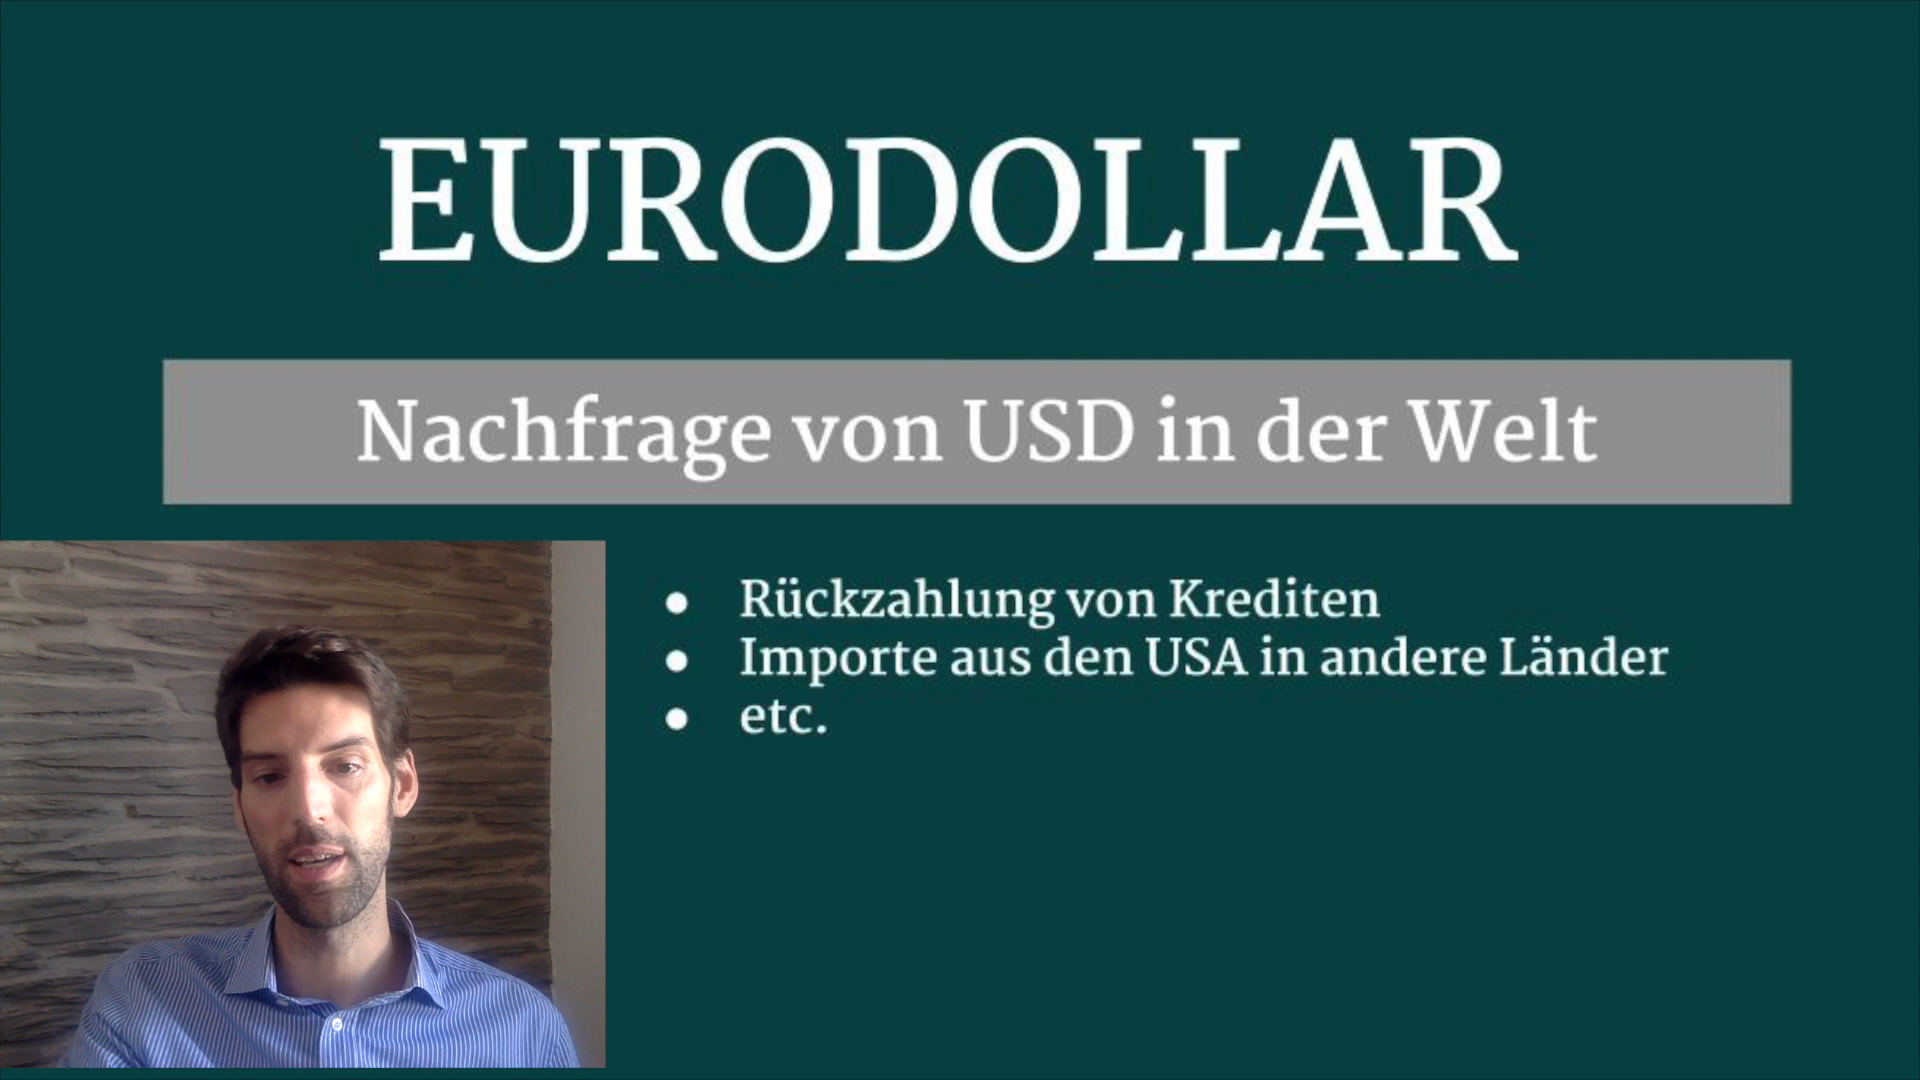 EURODOLLAR
Nachfrage von USD in der Welt
● Rückzahlung von Krediten
● Importe aus den USA in andere Länder
● etc.